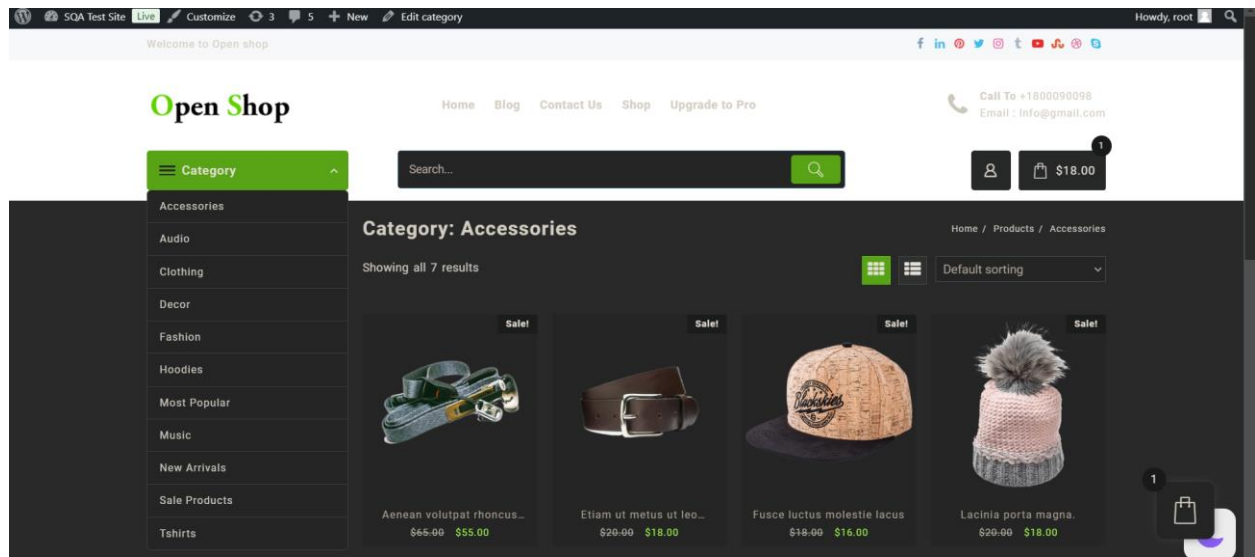 SQA Test Site Live Customize 3 5 + New Edit category Howdy, root
Welcome to Open shop
Open Shop
Home Blog Contact Us Shop Upgrade to Pro
Call To +1800090098
Email : Info@gmail.com
Category
Search...
1
$18.00
Accessories
Audio
Clothing
Decor
Fashion
Hoodies
Most Popular
Music
New Arrivals
Sale Products
Tshirts
Category: Accessories
Home / Products / Accessories
Showing all 7 results
Default sorting
Sale!
Sale!
Sale!
Sale!
Blackskies
Aenean volutpat rhoncus...
$65.00 $55.00
Etiam ut metus ut leo...
$20.00 $18.00
Fusce luctus molestie lacus
$18.00 $16.00
Lacinia porta magna.
$20.00 $18.00
1